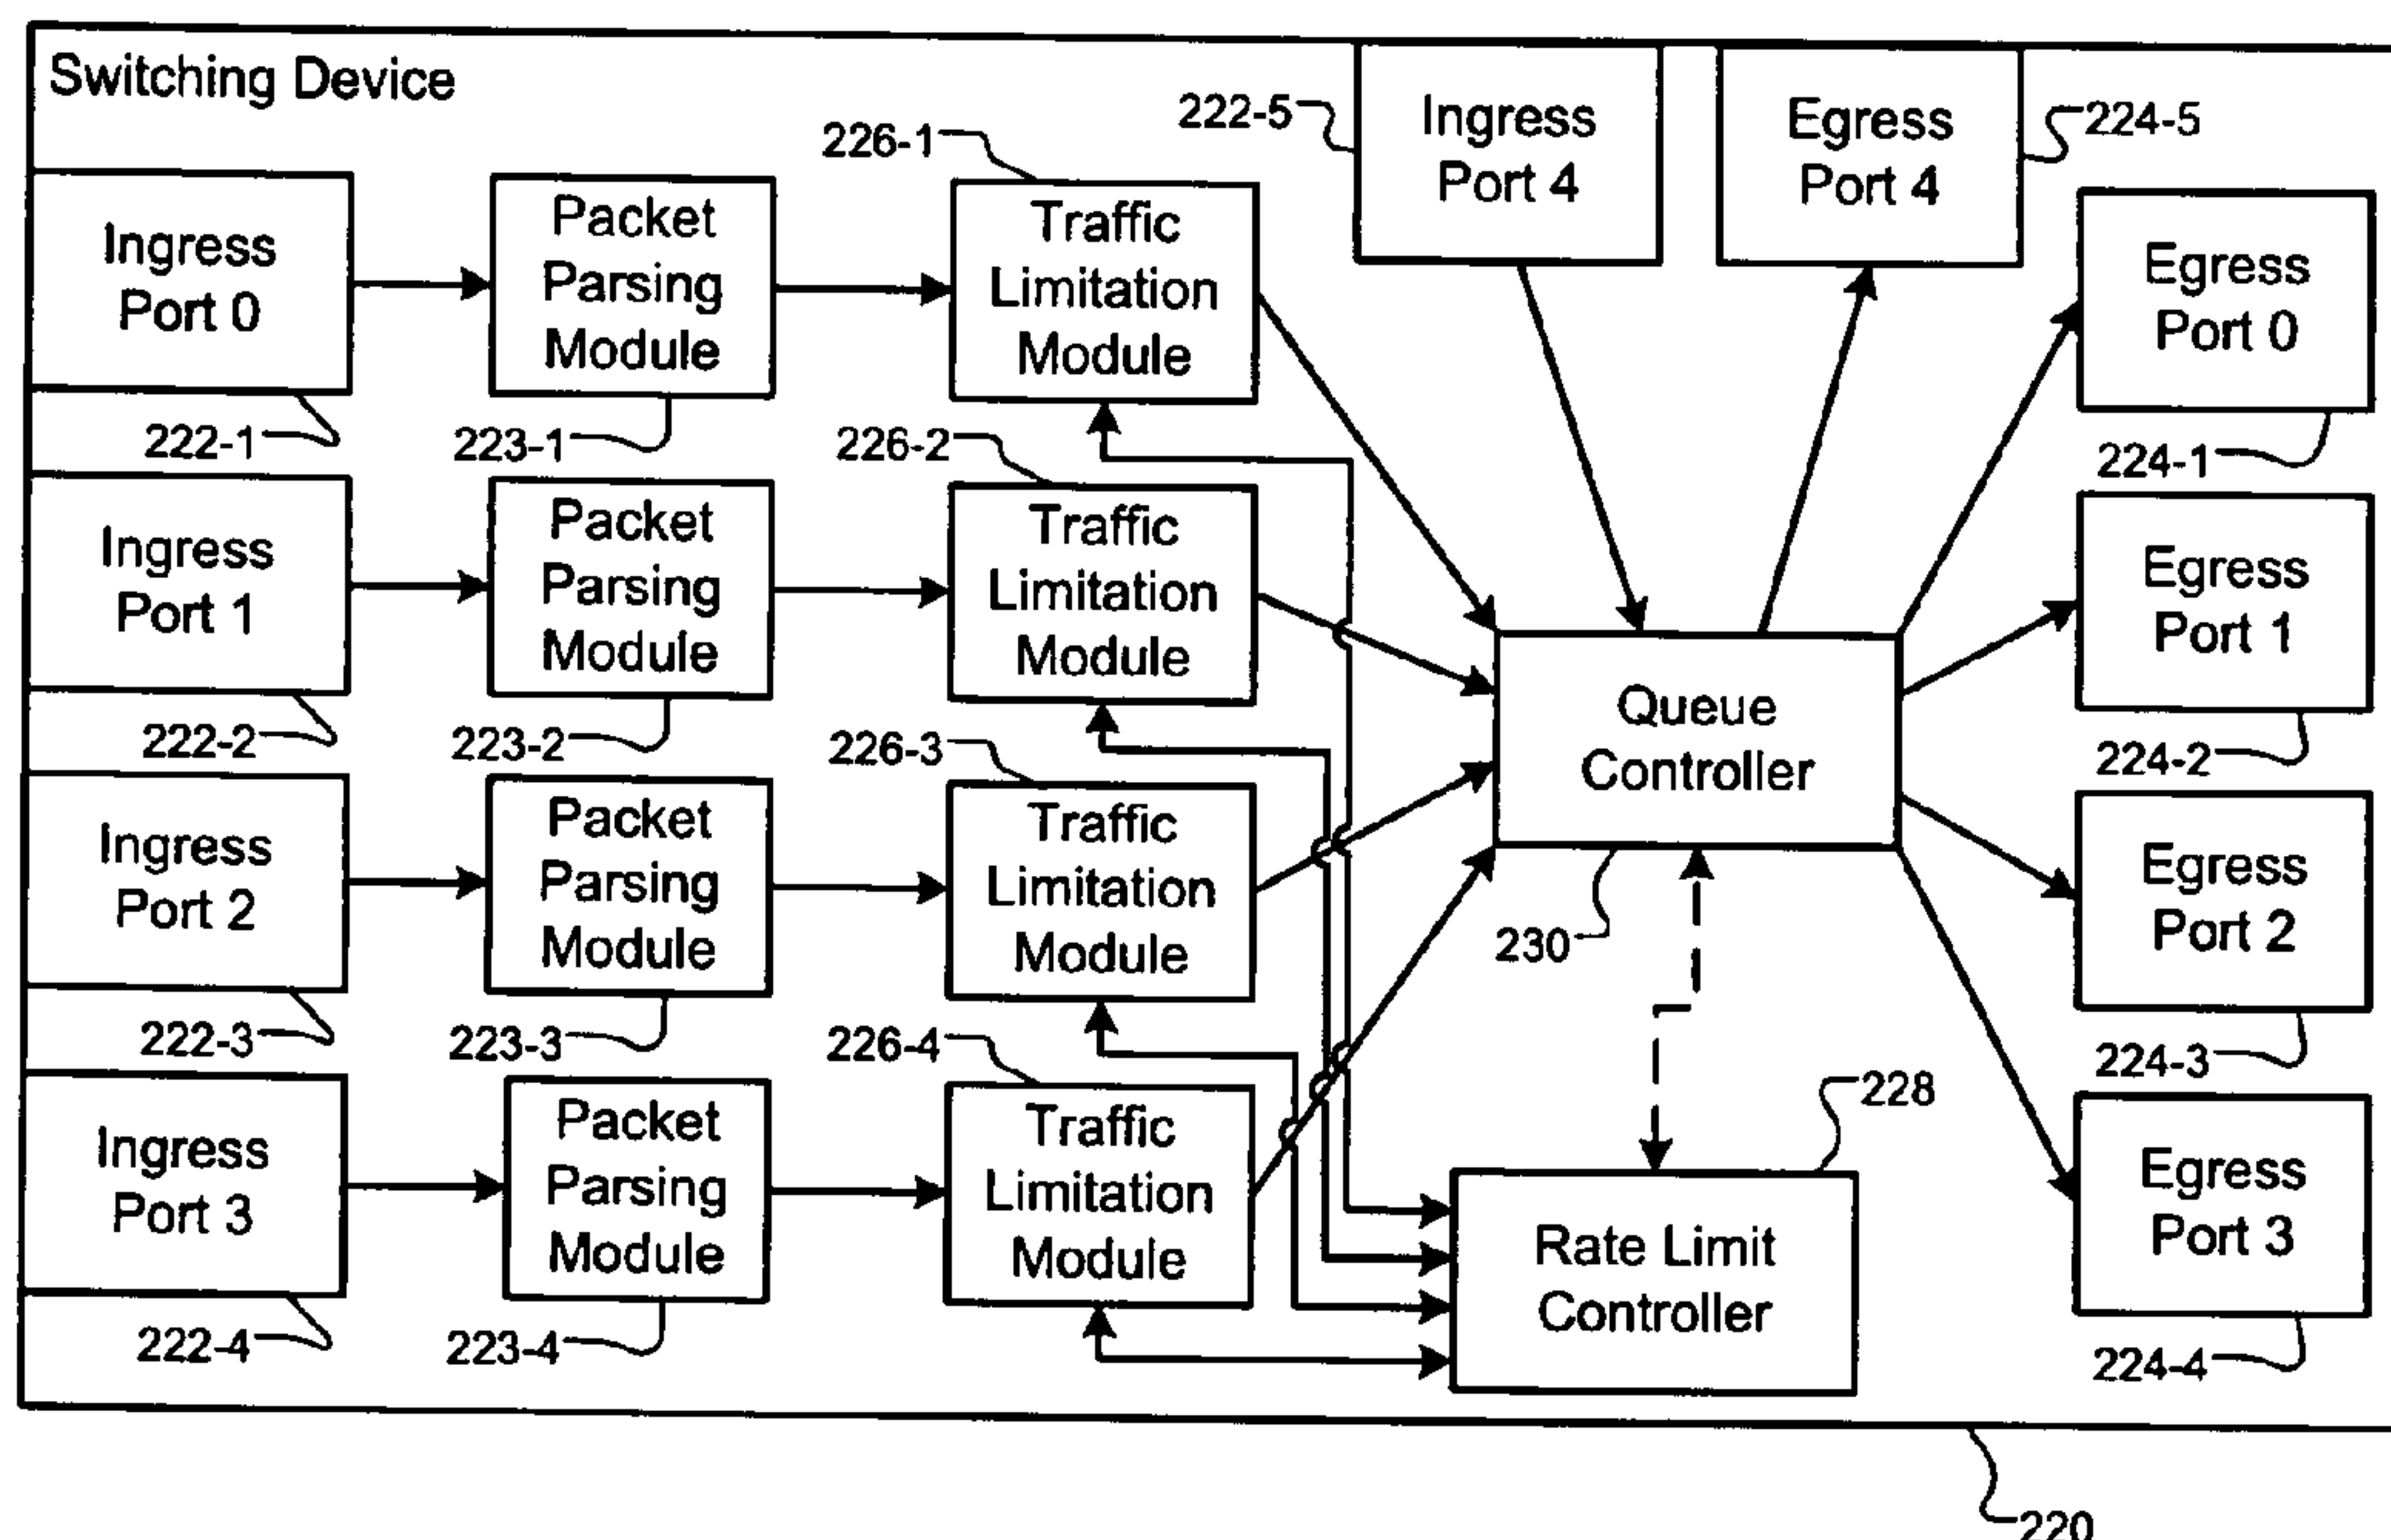 Switching Device
222-5
Ingress
Port 4
Egress
Port 4
224-5
226-1
Ingress
Port 0
Packet
Parsing
Module
Traffic
Limitation
Module
Egress
Port 0
222-1
223-1
226-2
224-1
Ingress
Port 1
Packet
Parsing
Module
Traffic
Limitation
Module
Egress
Port 1
Queue
Controller
222-2
223-2
226-3
224-2
Ingress
Port 2
Packet
Parsing
Module
Traffic
Limitation
Module
230
Egress
Port 2
222-3
223-3
226-4
224-3
228
Ingress
Port 3
Packet
Parsing
Module
Traffic
Limitation
Module
Rate Limit
Controller
Egress
Port 3
222-4
223-4
224-4
220